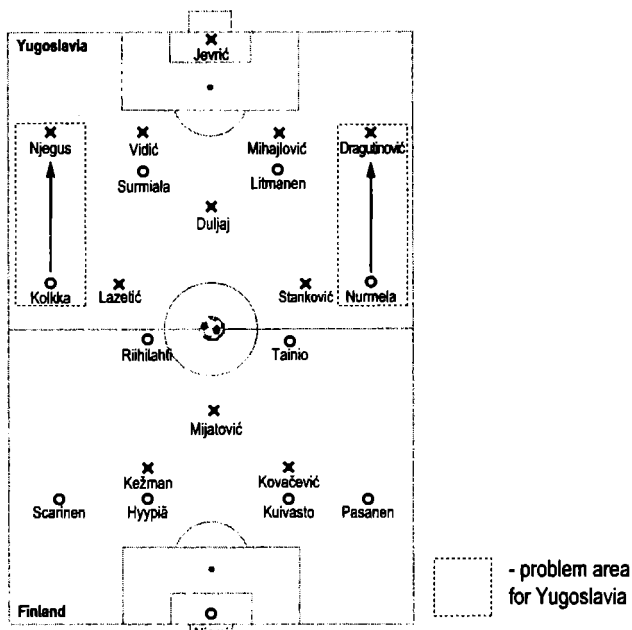 Yugoslavia
Jevrić
Njegus Vidić Mihajlović Dragutinović
Surmiala Litmanen
Duljaj
Kolkka Lazetić Stanković Nurmela
Riihilahti Tainio
Mijatović
Kežman Kovačević
Scarinen Hyypiä Kuivasto Pasanen
- problem area
for Yugoslavia
Finland